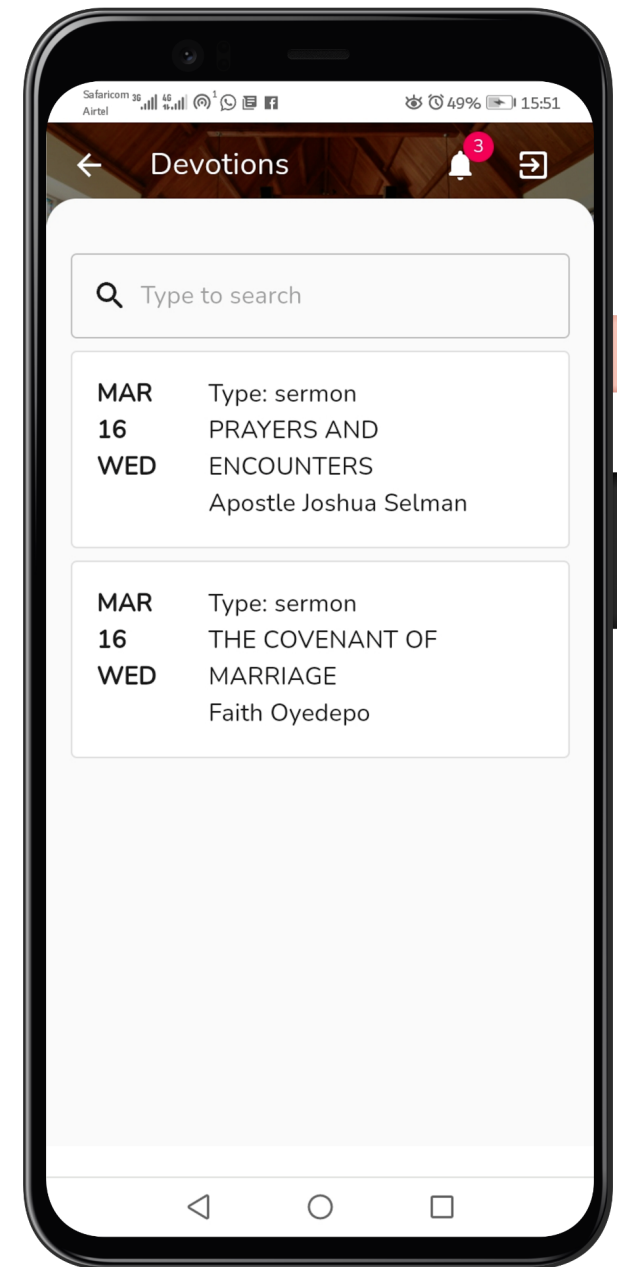 Safaricom 3G 4G 1 49% 15:51
Airtel
Devotions 3
Type to search
MAR Type: sermon
16 PRAYERS AND
WED ENCOUNTERS
Apostle Joshua Selman
MAR Type: sermon
16 THE COVENANT OF
WED MARRIAGE
Faith Oyedepo